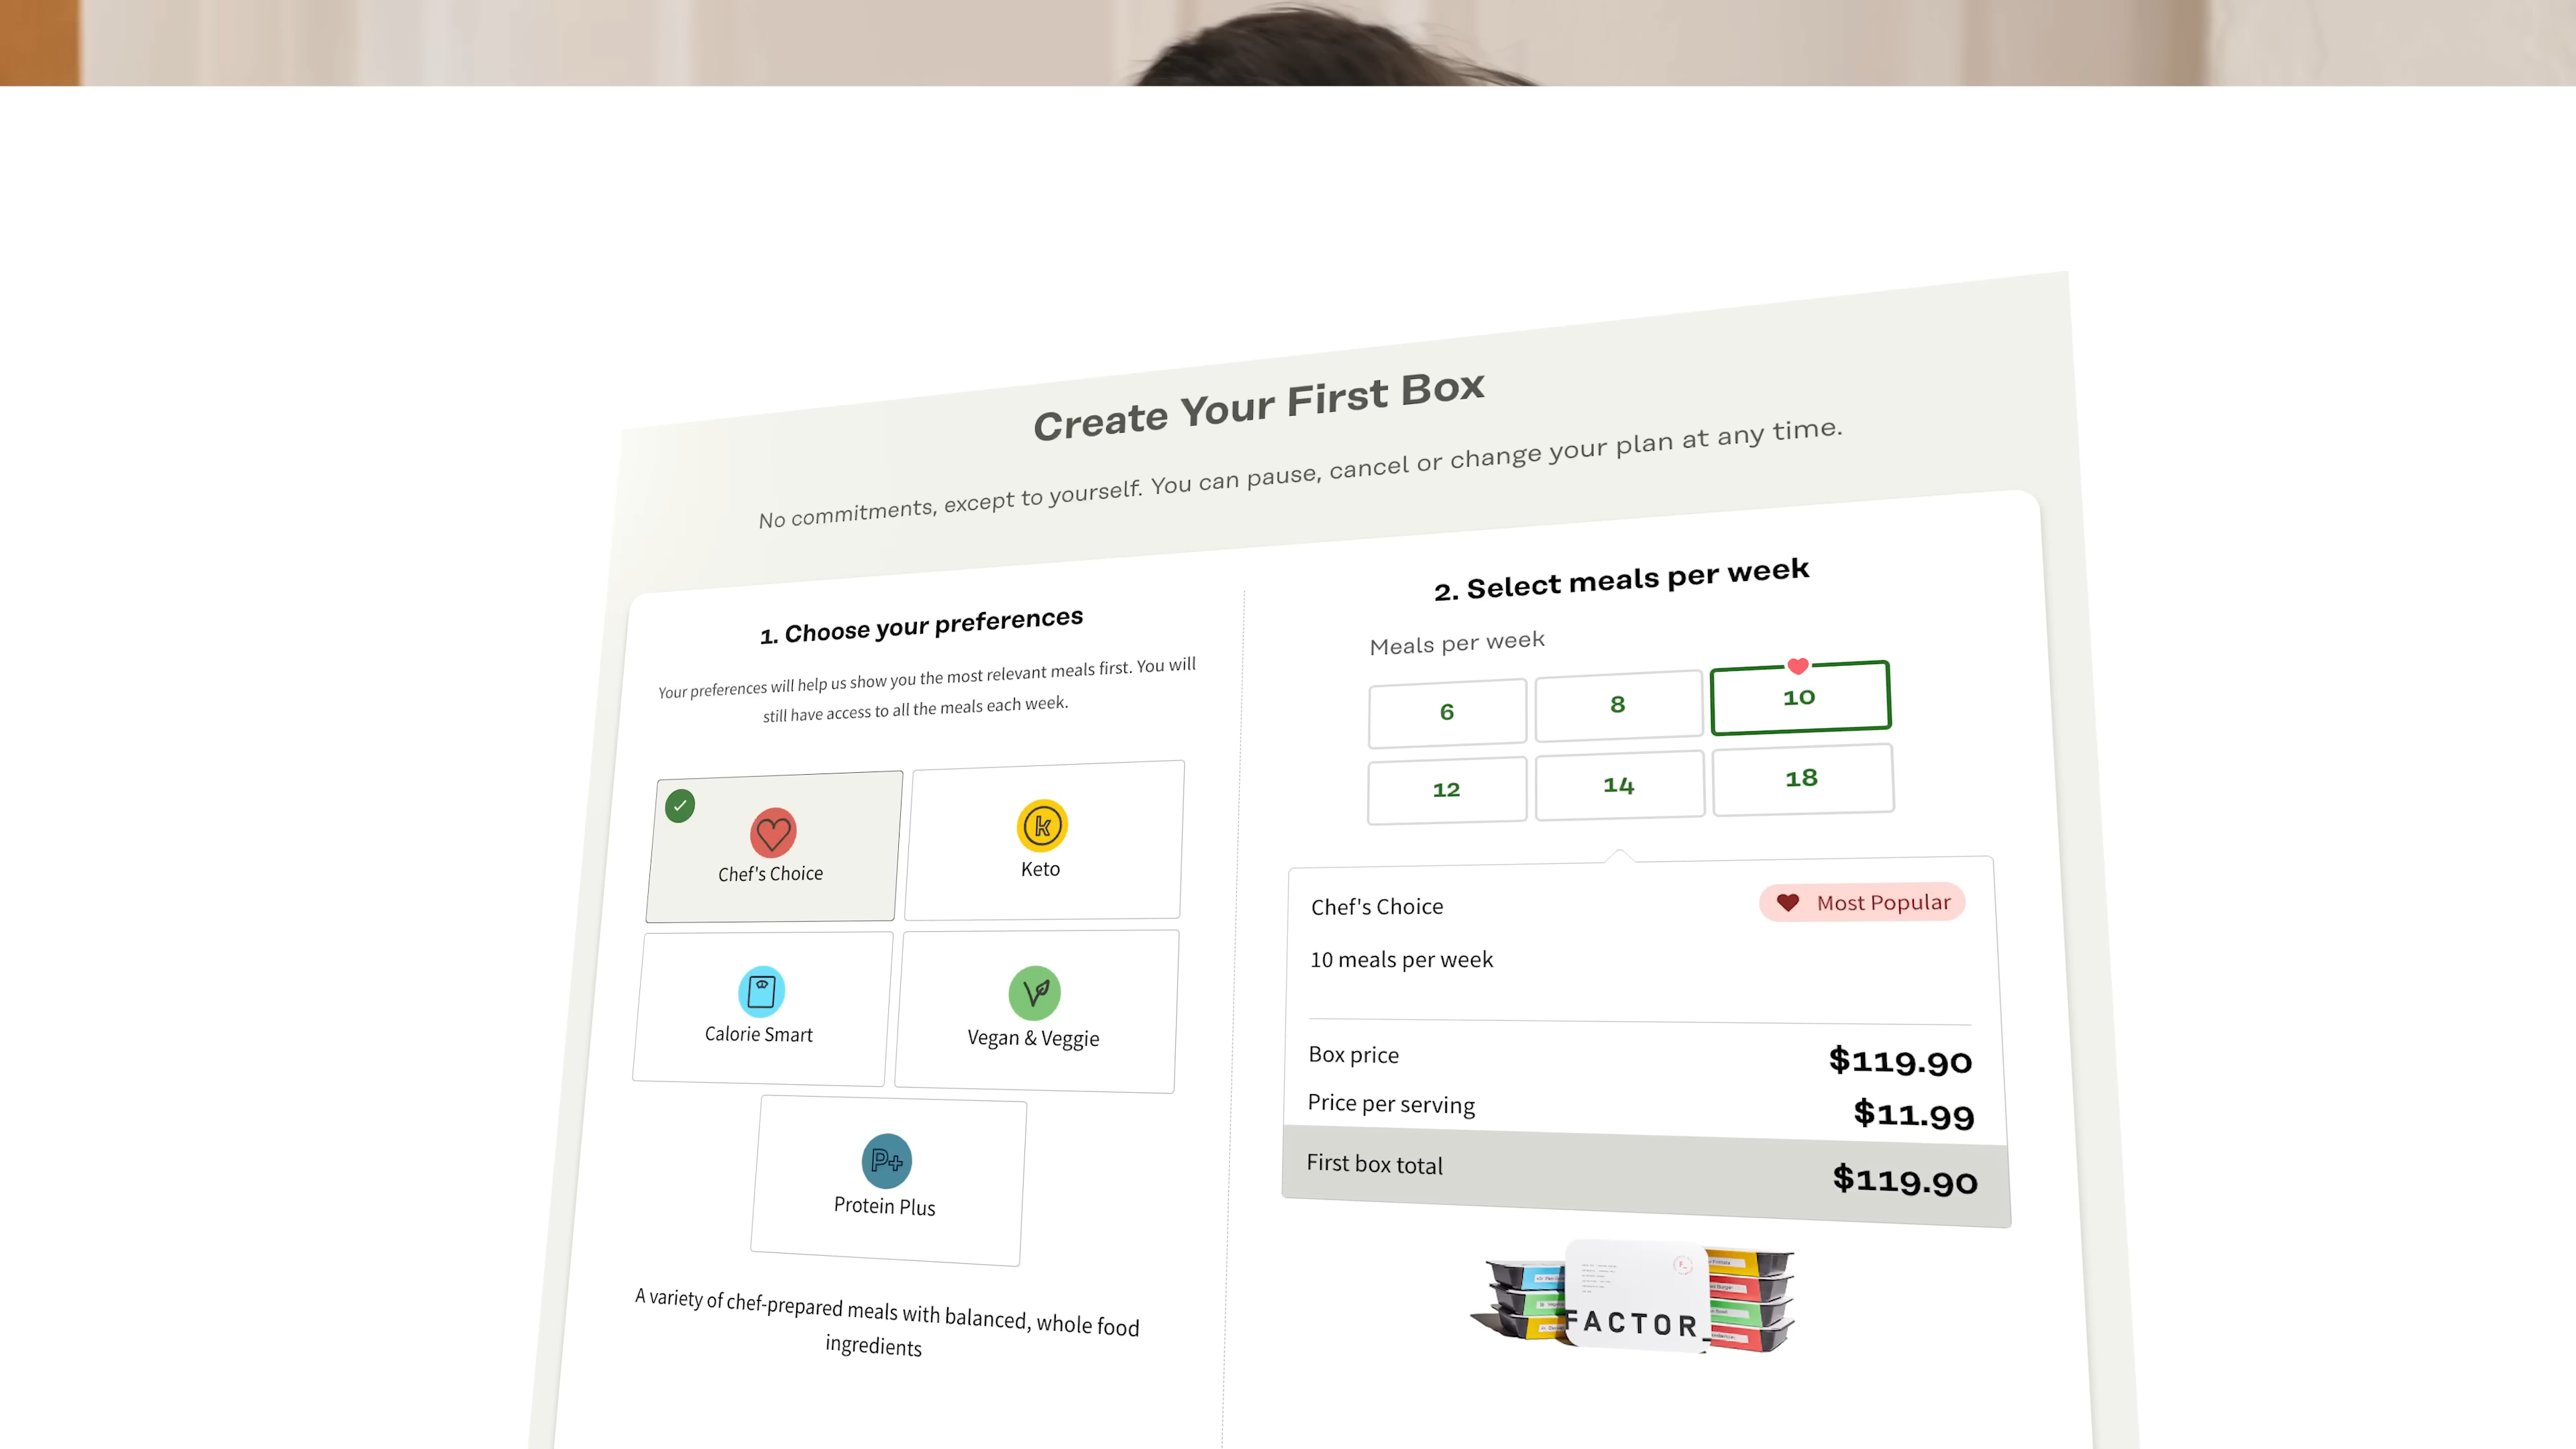 Create Your First Box
No commitments, except to yourself. You can pause, cancel or change your plan at any time.
1. Choose your preferences
Your preferences will help us show you the most relevant meals first. You will
still have access to all the meals each week.
Chef's Choice
k
Keto
Calorie Smart
Vegan & Veggie
P+
Protein Plus
A variety of chef-prepared meals with balanced, whole food
ingredients
2. Select meals per week
Meals per week
6
8
10
12
14
18
Chef's Choice
Most Popular
10 meals per week
Box price
$119.90
Price per serving
$11.99
First box total
$119.90
FACTOR_